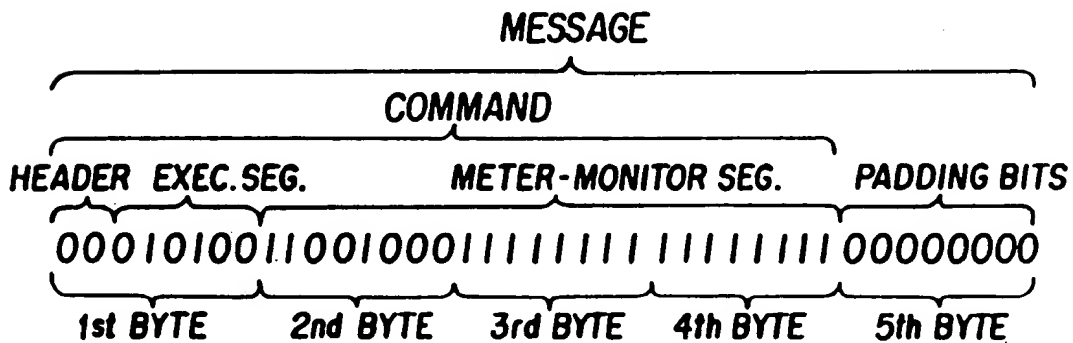 MESSAGE
COMMAND
HEADER EXEC. SEG. METER-MONITOR SEG. PADDING BITS
0001010011001000111111111111111100000000
1st BYTE 2nd BYTE 3rd BYTE 4th BYTE 5th BYTE